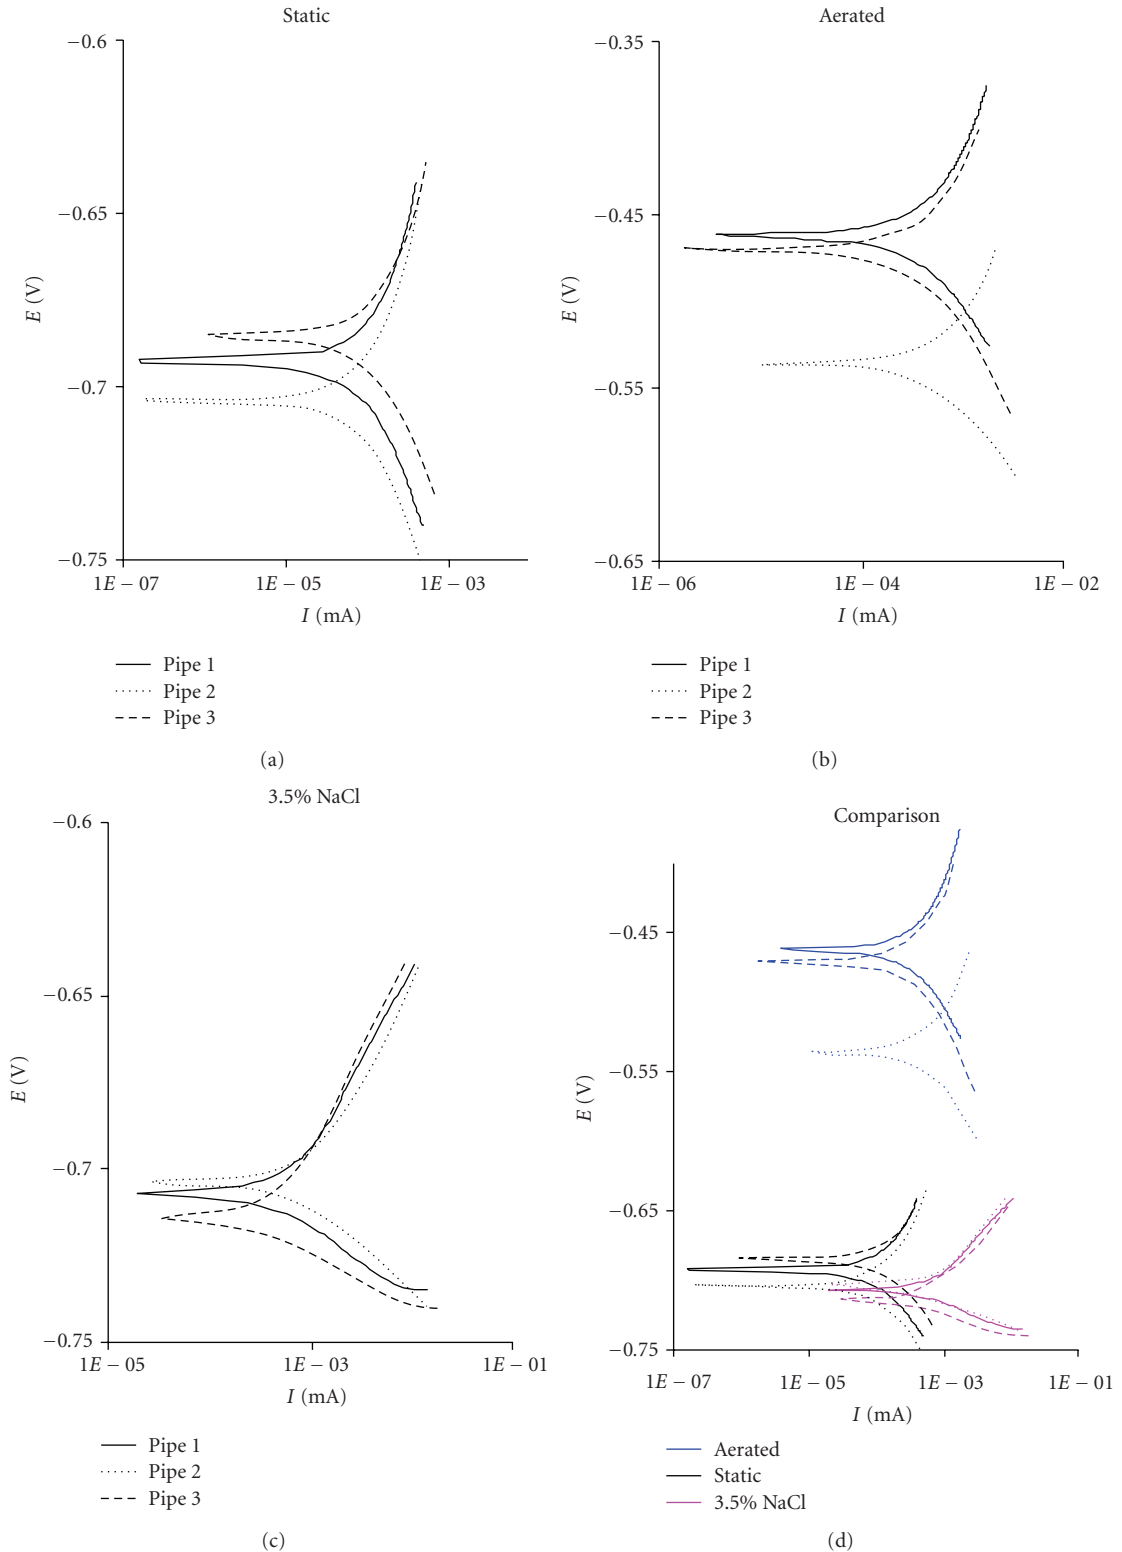 Static
−0.6
−0.65
−0.7
−0.75
E (V)
1E − 07
1E − 05
1E − 03
I (mA)
Pipe 1
Pipe 2
Pipe 3
(a)
Aerated
−0.35
−0.45
−0.55
−0.65
E (V)
1E − 06
1E − 04
1E − 02
I (mA)
Pipe 1
Pipe 2
Pipe 3
(b)
3.5% NaCl
−0.6
−0.65
−0.7
−0.75
E (V)
1E − 05
1E − 03
1E − 01
I (mA)
Pipe 1
Pipe 2
Pipe 3
(c)
Comparison
−0.45
−0.55
−0.65
−0.75
E (V)
1E − 07
1E − 05
1E − 03
1E − 01
I (mA)
Aerated
Static
3.5% NaCl
(d)